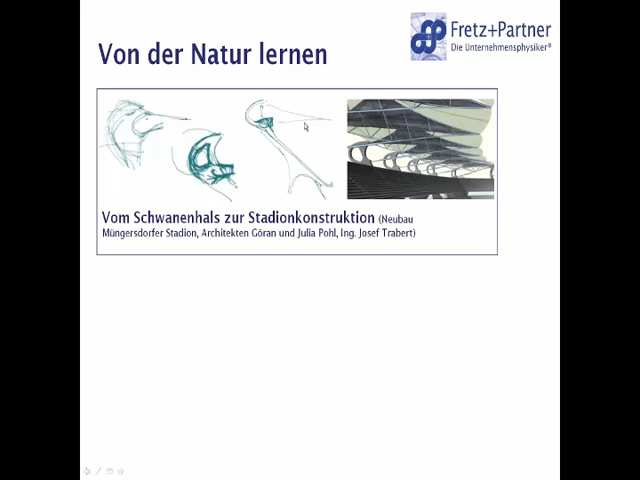 Von der Natur lernen
Fretz+Partner
Die Unternehmensphysiker®
Vom Schwanenhals zur Stadionkonstruktion (Neubau
Müngersdorfer Stadion, Architekten Göran und Julia Pohl, Ing. Josef Trabert)